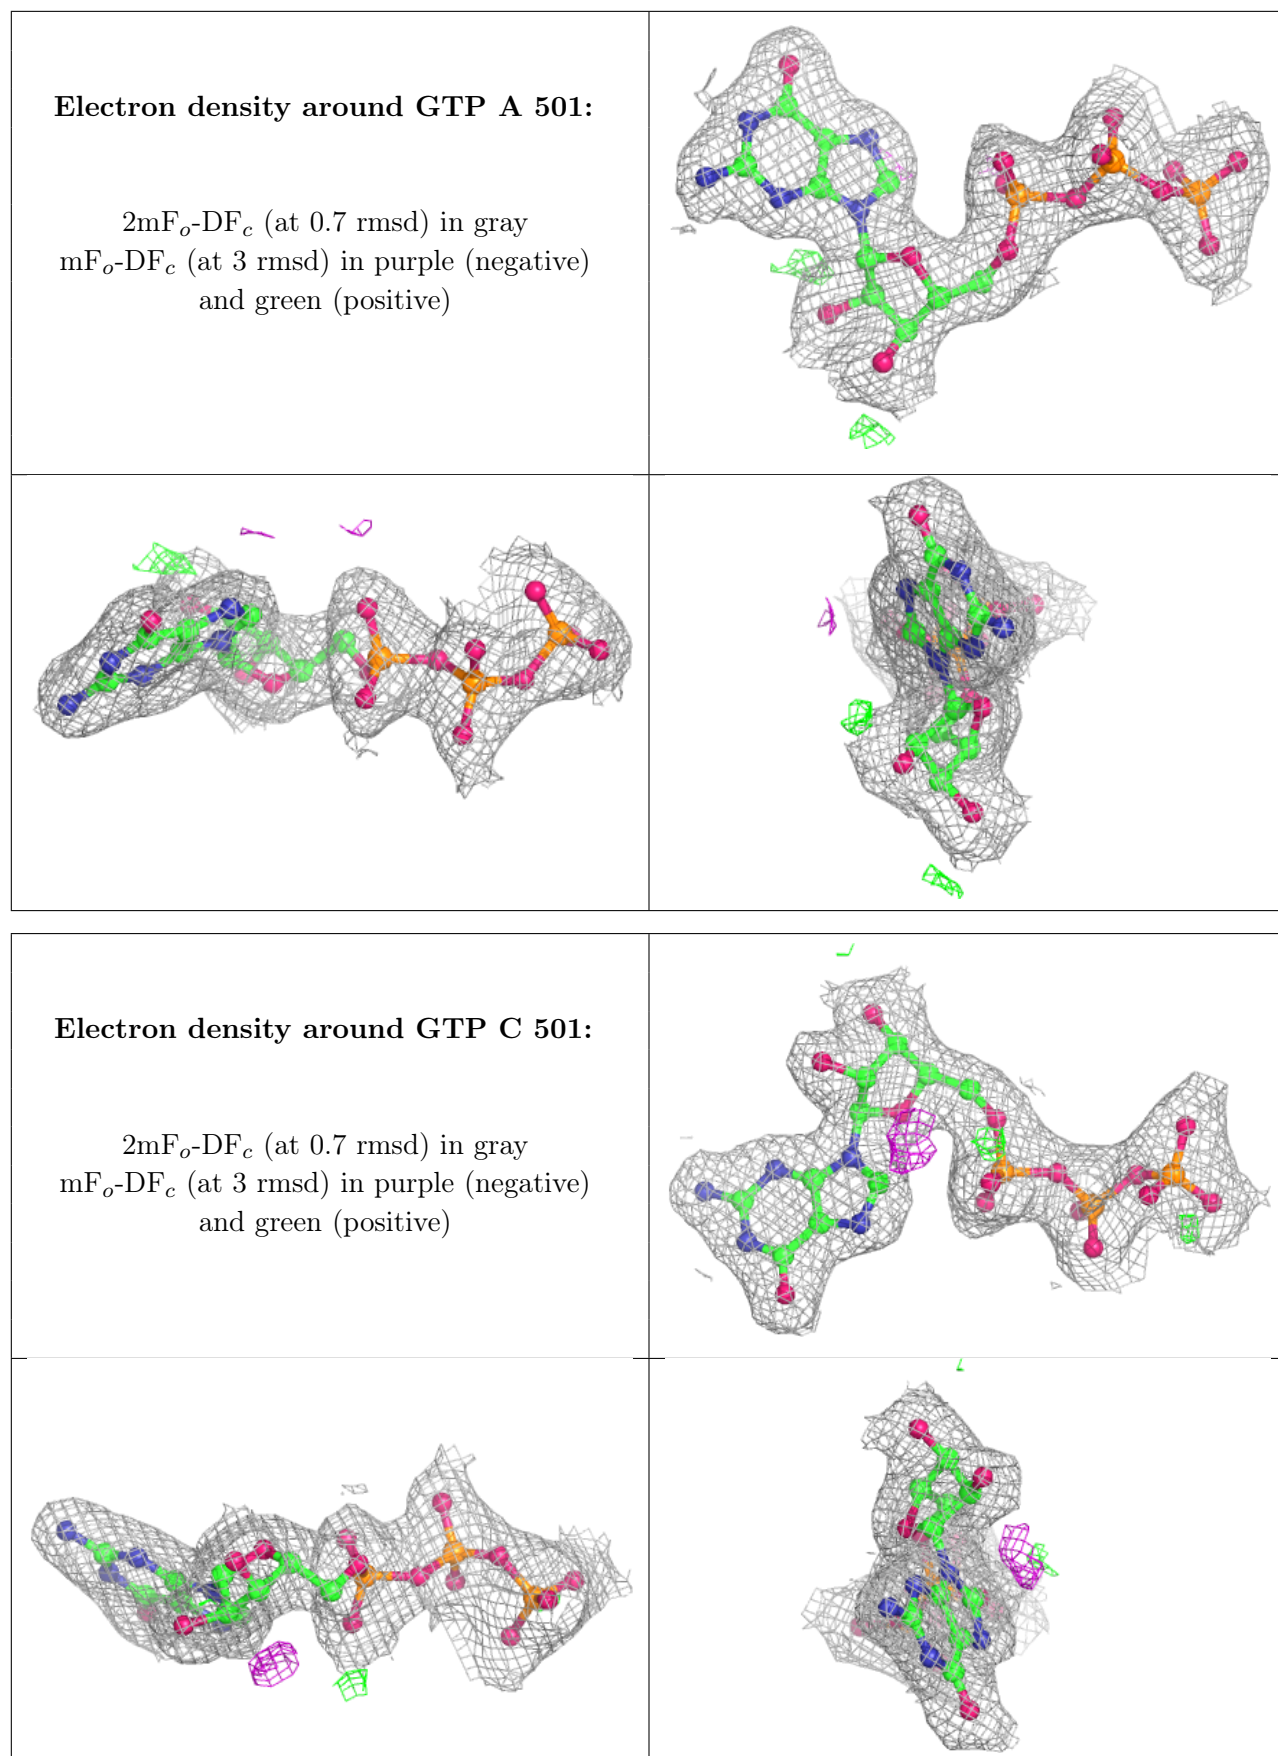 Electron density around GTP A 501:
2mFₒ-DF𝑐 (at 0.7 rmsd) in gray
mFₒ-DF𝑐 (at 3 rmsd) in purple (negative)
and green (positive)
Electron density around GTP C 501:
2mFₒ-DF𝑐 (at 0.7 rmsd) in gray
mFₒ-DF𝑐 (at 3 rmsd) in purple (negative)
and green (positive)